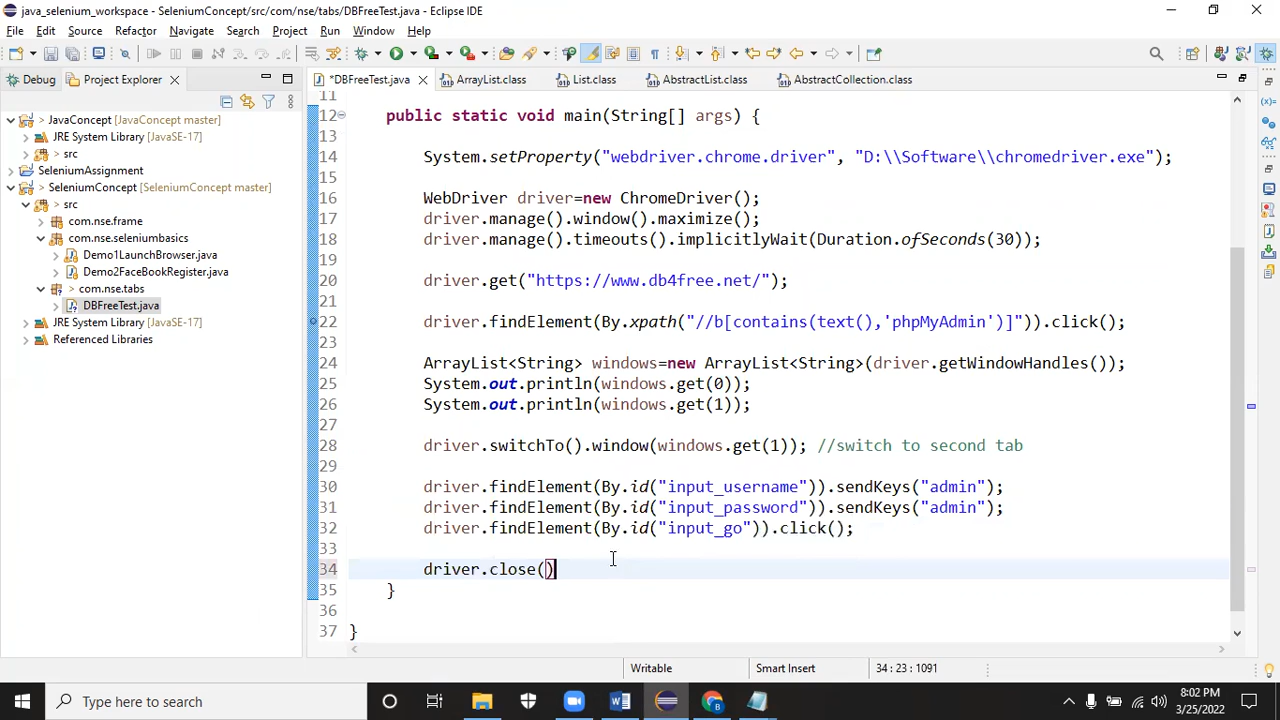 java_selenium_workspace - SeleniumConcept/src/com/nse/tabs/DBFreeTest.java - Eclipse IDE
File Edit Source Refactor Navigate Search Project Run Window Help
Debug Project Explorer
*DBFreeTest.java ArrayList.class List.class AbstractList.class AbstractCollection.class
JavaConcept [JavaConcept master]
JRE System Library [JavaSE-17]
> src
SeleniumAssignment
> SeleniumConcept [SeleniumConcept master]
> src
com.nse.frame
com.nse.seleniumbasics
Demo1LaunchBrowser.java
Demo2FaceBookRegister.java
> com.nse.tabs
DBFreeTest.java
JRE System Library [JavaSE-17]
Referenced Libraries
11
12 public static void main(String[] args) {
13
14 System.setProperty("webdriver.chrome.driver", "D:\\Software\\chromedriver.exe");
15
16 WebDriver driver=new ChromeDriver();
17 driver.manage().window().maximize();
18 driver.manage().timeouts().implicitlyWait(Duration.ofSeconds(30));
19
20 driver.get("https://www.db4free.net/");
21
22 driver.findElement(By.xpath("//b[contains(text(),'phpMyAdmin')]")).click();
23
24 ArrayList<String> windows=new ArrayList<String>(driver.getWindowHandles());
25 System.out.println(windows.get(0));
26 System.out.println(windows.get(1));
27
28 driver.switchTo().window(windows.get(1)); //switch to second tab
29
30 driver.findElement(By.id("input_username")).sendKeys("admin");
31 driver.findElement(By.id("input_password")).sendKeys("admin");
32 driver.findElement(By.id("input_go")).click();
33
34 driver.close()
35 }
36
37 }
Writable Smart Insert 34 : 23 : 1091
Type here to search
8:02 PM
3/25/2022